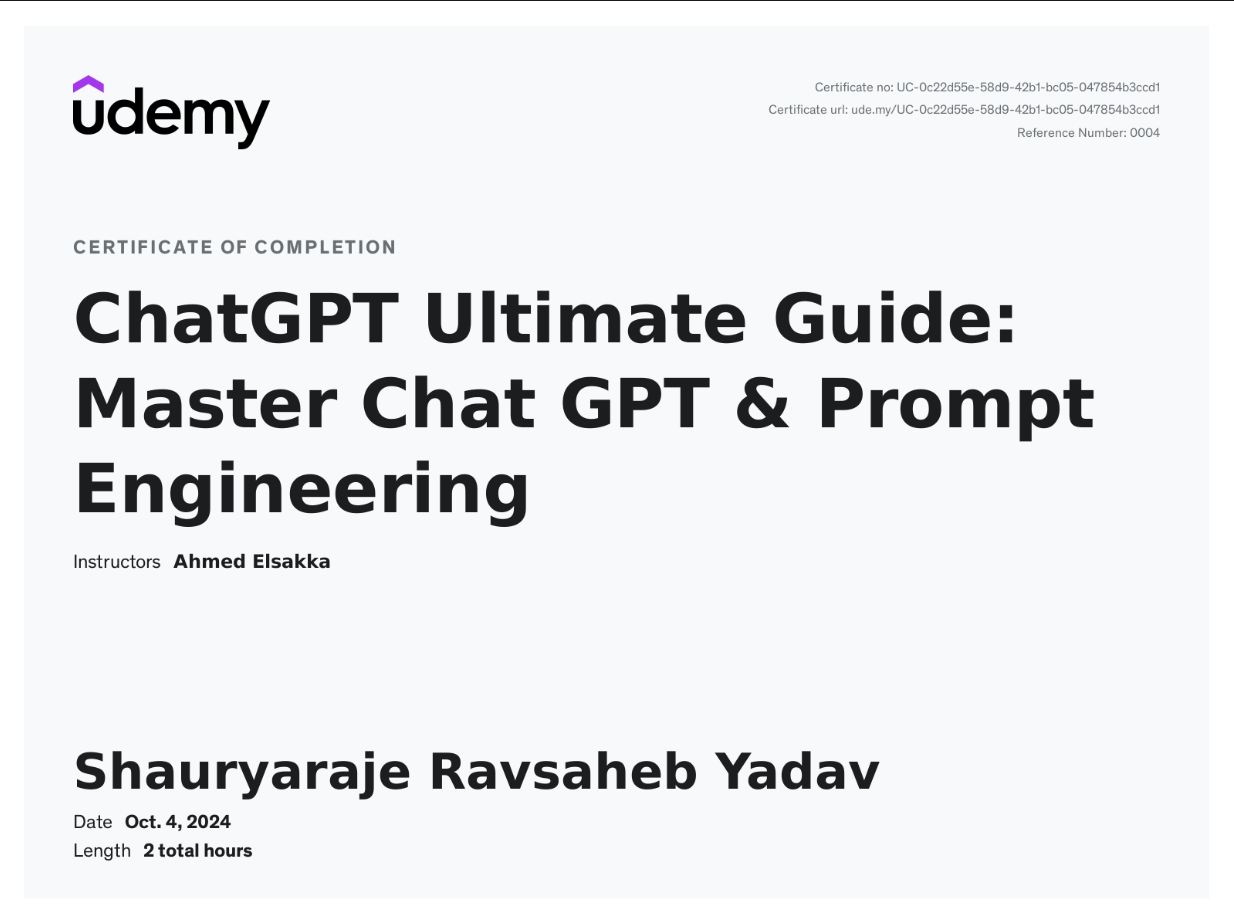 udemy
Certificate no: UC-0c22d55e-58d9-42b1-bc05-047854b3ccd1
Certificate url: ude.my/UC-0c22d55e-58d9-42b1-bc05-047854b3ccd1
Reference Number: 0004
CERTIFICATE OF COMPLETION
ChatGPT Ultimate Guide:
Master Chat GPT & Prompt
Engineering
Instructors Ahmed Elsakka
Shauryaraje Ravsaheb Yadav
Date Oct. 4, 2024
Length 2 total hours